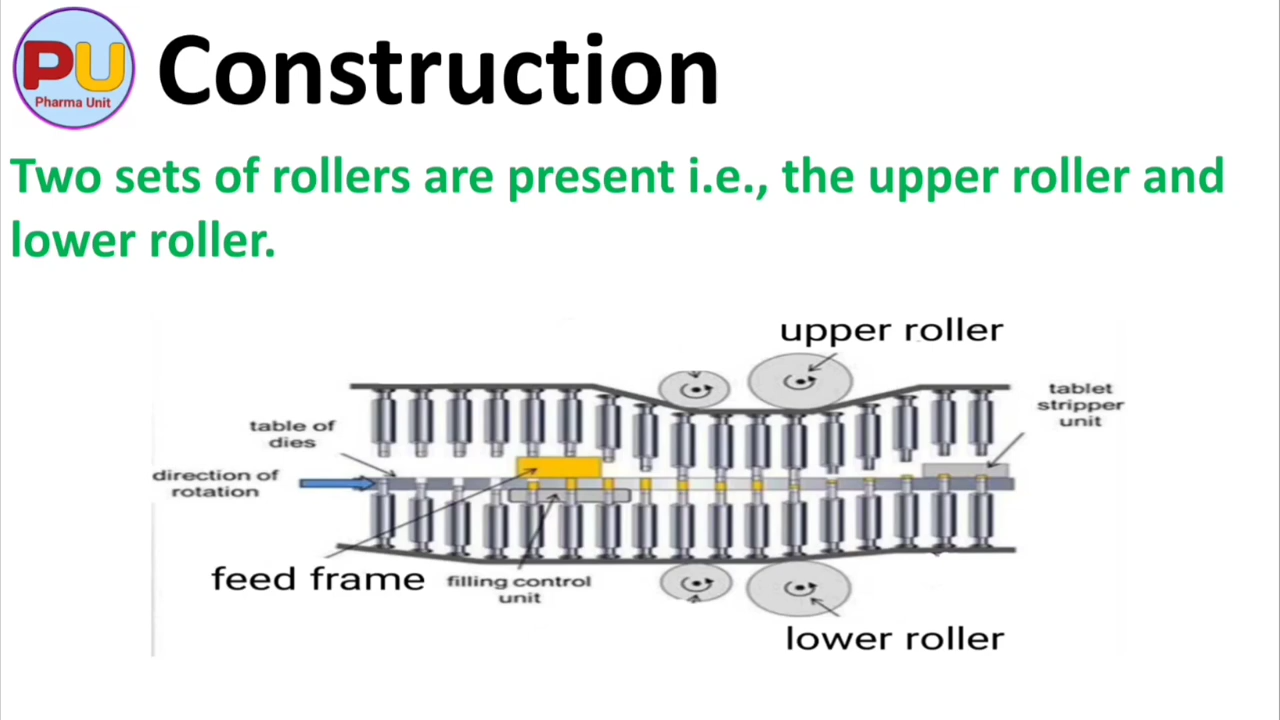 PU
Pharma Unit
Construction
Two sets of rollers are present i.e., the upper roller and
lower roller.
upper roller
tablet
stripper
unit
table of
dies
direction of
rotation
feed frame
filling control
unit
lower roller